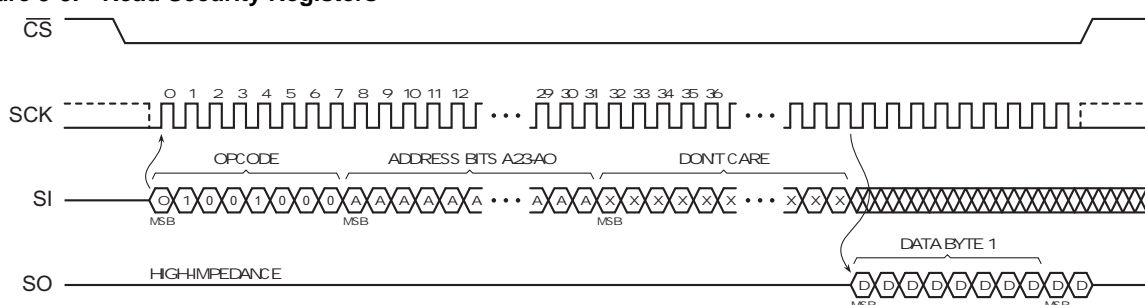 Read Security Registers
CS
0 1 2 3 4 5 6 7 8 9 10 11 12 29 30 31 32 33 34 35 36
SCK
OPCODE ADDRESS BITS A23-A0 DON'T CARE
SI 0 1 0 0 1 0 0 0 A A A A A A ••• A A A X X X X X X ••• X X X
MSB MSB MSB
DATA BYTE 1
HIGH-IMPEDANCE
SO D D D D D D D D D D
MSB MSB